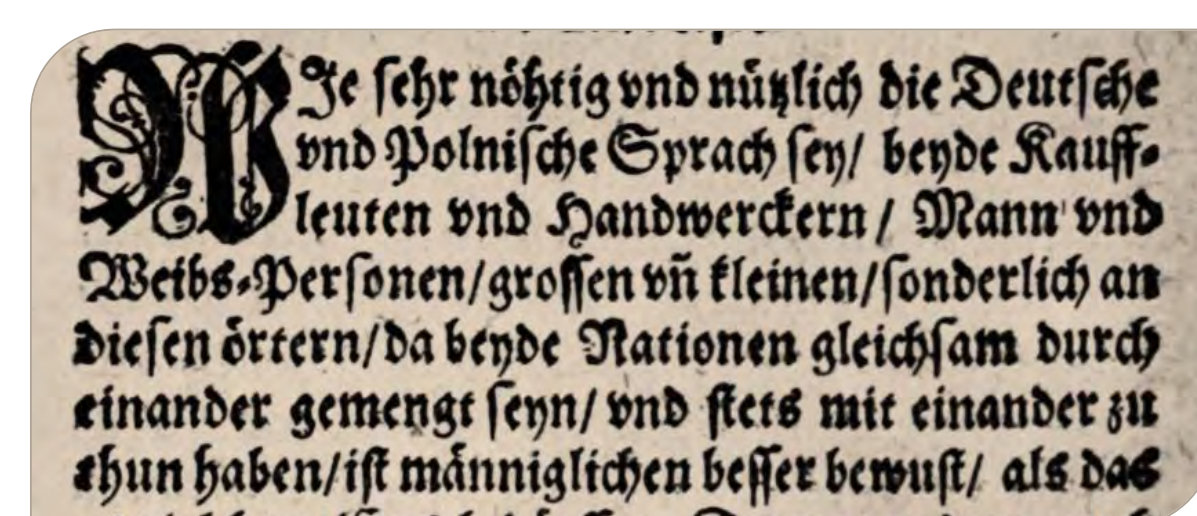 WJe ſehr nöhtig vnd nützlich die Deutſche
vnd Polniſche Sprach ſey/ beyde Kauff-
leuten vnd Handwerckern/ Mann vnd
Weibs-Perſonen/groſſen vñ kleinen/ſonderlich an
dieſen örtern/da beyde Nationen gleichſam durch
einander gemengt ſeyn/ vnd ſtets mit einander zu
thun haben/iſt männiglichen beſſer bewuſt/ als das